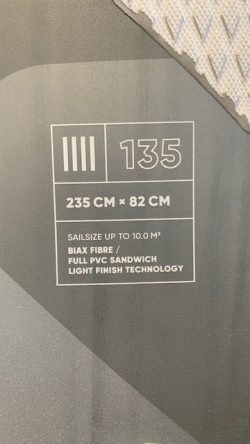 135
235 CM × 82 CM
SAILSIZE UP TO 10.0 M²
BIAX FIBRE /
FULL PVC SANDWICH
LIGHT FINISH TECHNOLOGY